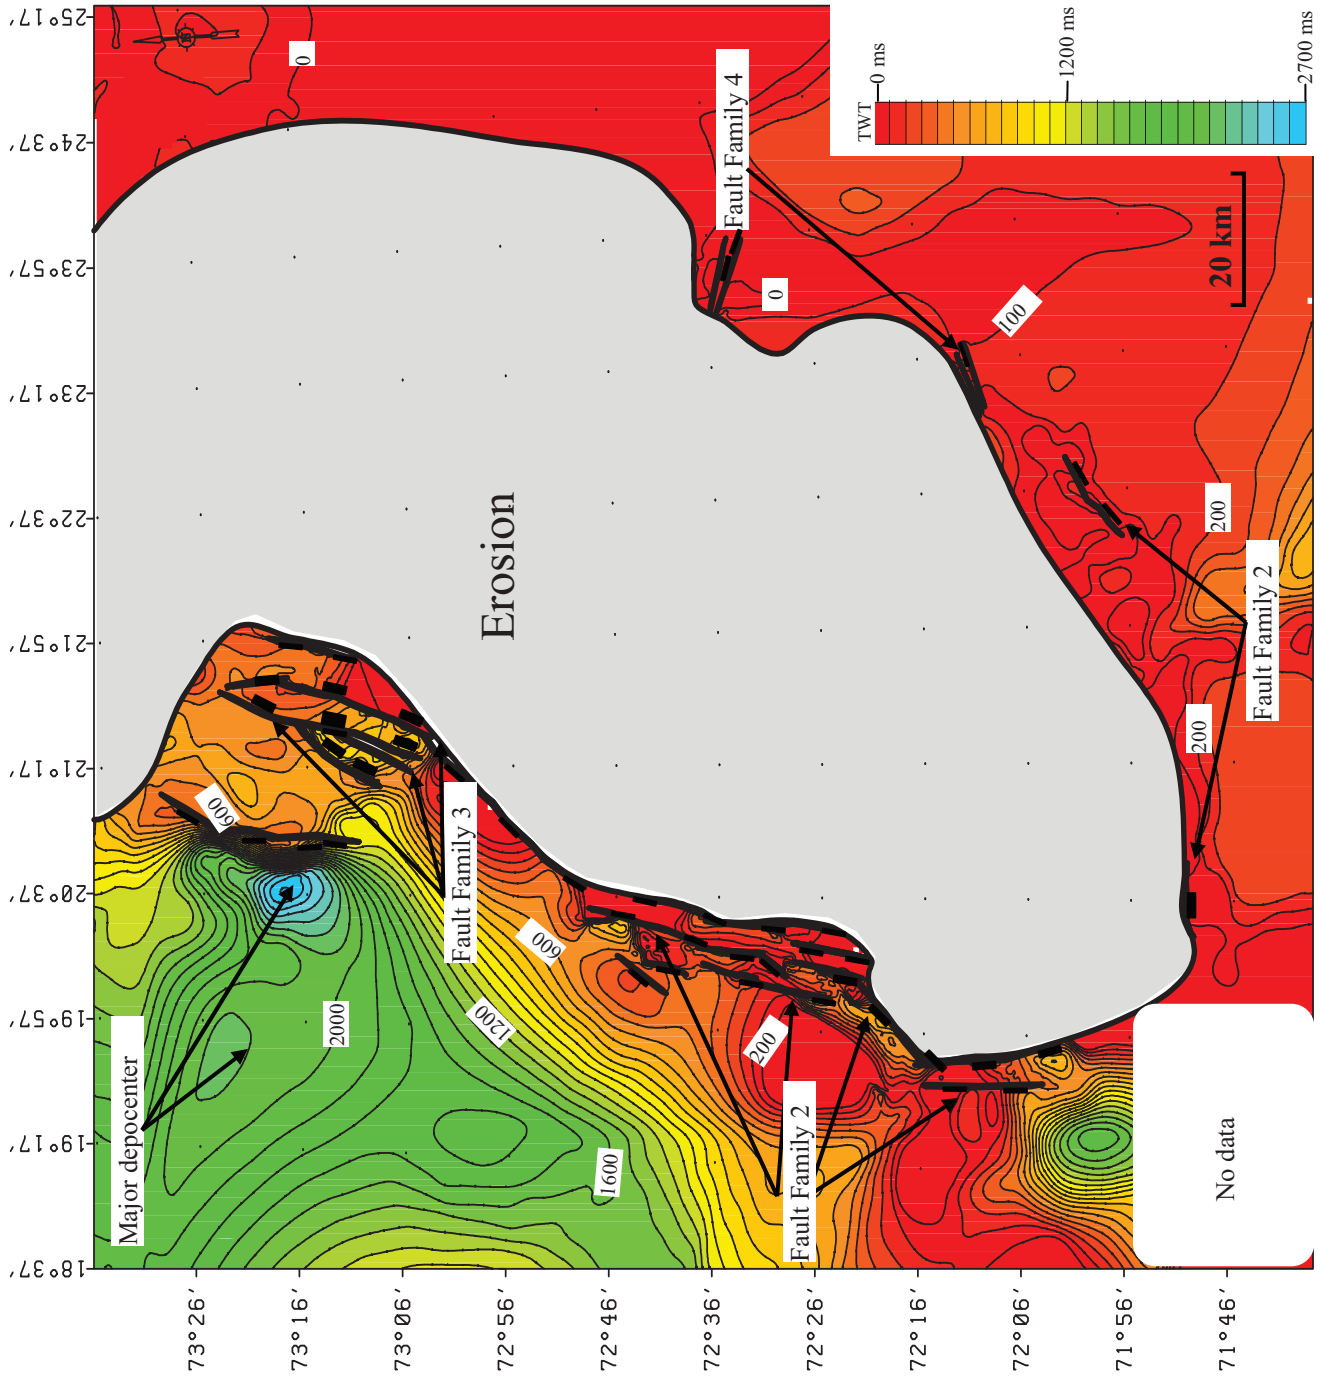 18°37′
19°17′
19°57′
20°37′
21°17′
21°57′
22°37′
23°17′
23°57′
24°37′
25°17′
73°26′
73°16′
73°06′
72°56′
72°46′
72°36′
72°26′
72°16′
72°06′
71°56′
71°46′
Major depocenter
600
0
2000
Fault Family 3
1200
600
Erosion
1600
Fault Family 4
200
0
Fault Family 2
100
200
200
No data
Fault Family 2
20 km
TWT
0 ms
1200 ms
2700 ms